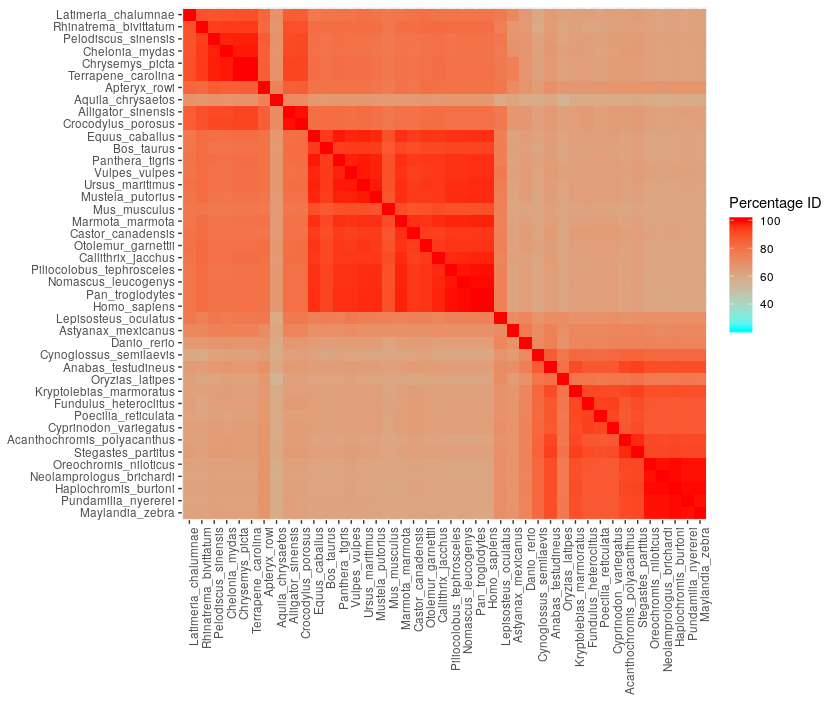 Latimeria_chalumnae
Rhinatrema_bivittatum
Pelodiscus_sinensis
Chelonia_mydas
Chrysemys_picta
Terrapene_carolina
Apteryx_rowi
Aquila_chrysaetos
Alligator_sinensis
Crocodylus_porosus
Equus_caballus
Bos_taurus
Panthera_tigris
Vulpes_vulpes
Ursus_maritimus
Mustela_putorius
Mus_musculus
Marmota_marmota
Castor_canadensis
Otolemur_garnettii
Callithrix_jacchus
Piliocolobus_tephrosceles
Nomascus_leucogenys
Pan_troglodytes
Homo_sapiens
Lepisosteus_oculatus
Astyanax_mexicanus
Danio_rerio
Cynoglossus_semilaevis
Anabas_testudineus
Oryzias_latipes
Kryptolebias_marmoratus
Fundulus_heteroclitus
Poecilia_reticulata
Cyprinodon_variegatus
Acanthochromis_polyacanthus
Stegastes_partitus
Oreochromis_niloticus
Neolamprologus_brichardi
Haplochromis_burtoni
Pundamilia_nyererei
Maylandia_zebra
Latimeria_chalumnae
Rhinatrema_bivittatum
Pelodiscus_sinensis
Chelonia_mydas
Chrysemys_picta
Terrapene_carolina
Apteryx_rowi
Aquila_chrysaetos
Alligator_sinensis
Crocodylus_porosus
Equus_caballus
Bos_taurus
Panthera_tigris
Vulpes_vulpes
Ursus_maritimus
Mustela_putorius
Mus_musculus
Marmota_marmota
Castor_canadensis
Otolemur_garnettii
Callithrix_jacchus
Piliocolobus_tephrosceles
Nomascus_leucogenys
Pan_troglodytes
Homo_sapiens
Lepisosteus_oculatus
Astyanax_mexicanus
Danio_rerio
Cynoglossus_semilaevis
Anabas_testudineus
Oryzias_latipes
Kryptolebias_marmoratus
Fundulus_heteroclitus
Poecilia_reticulata
Cyprinodon_variegatus
Acanthochromis_polyacanthus
Stegastes_partitus
Oreochromis_niloticus
Neolamprologus_brichardi
Haplochromis_burtoni
Pundamilia_nyererei
Maylandia_zebra
Percentage ID
100
80
60
40